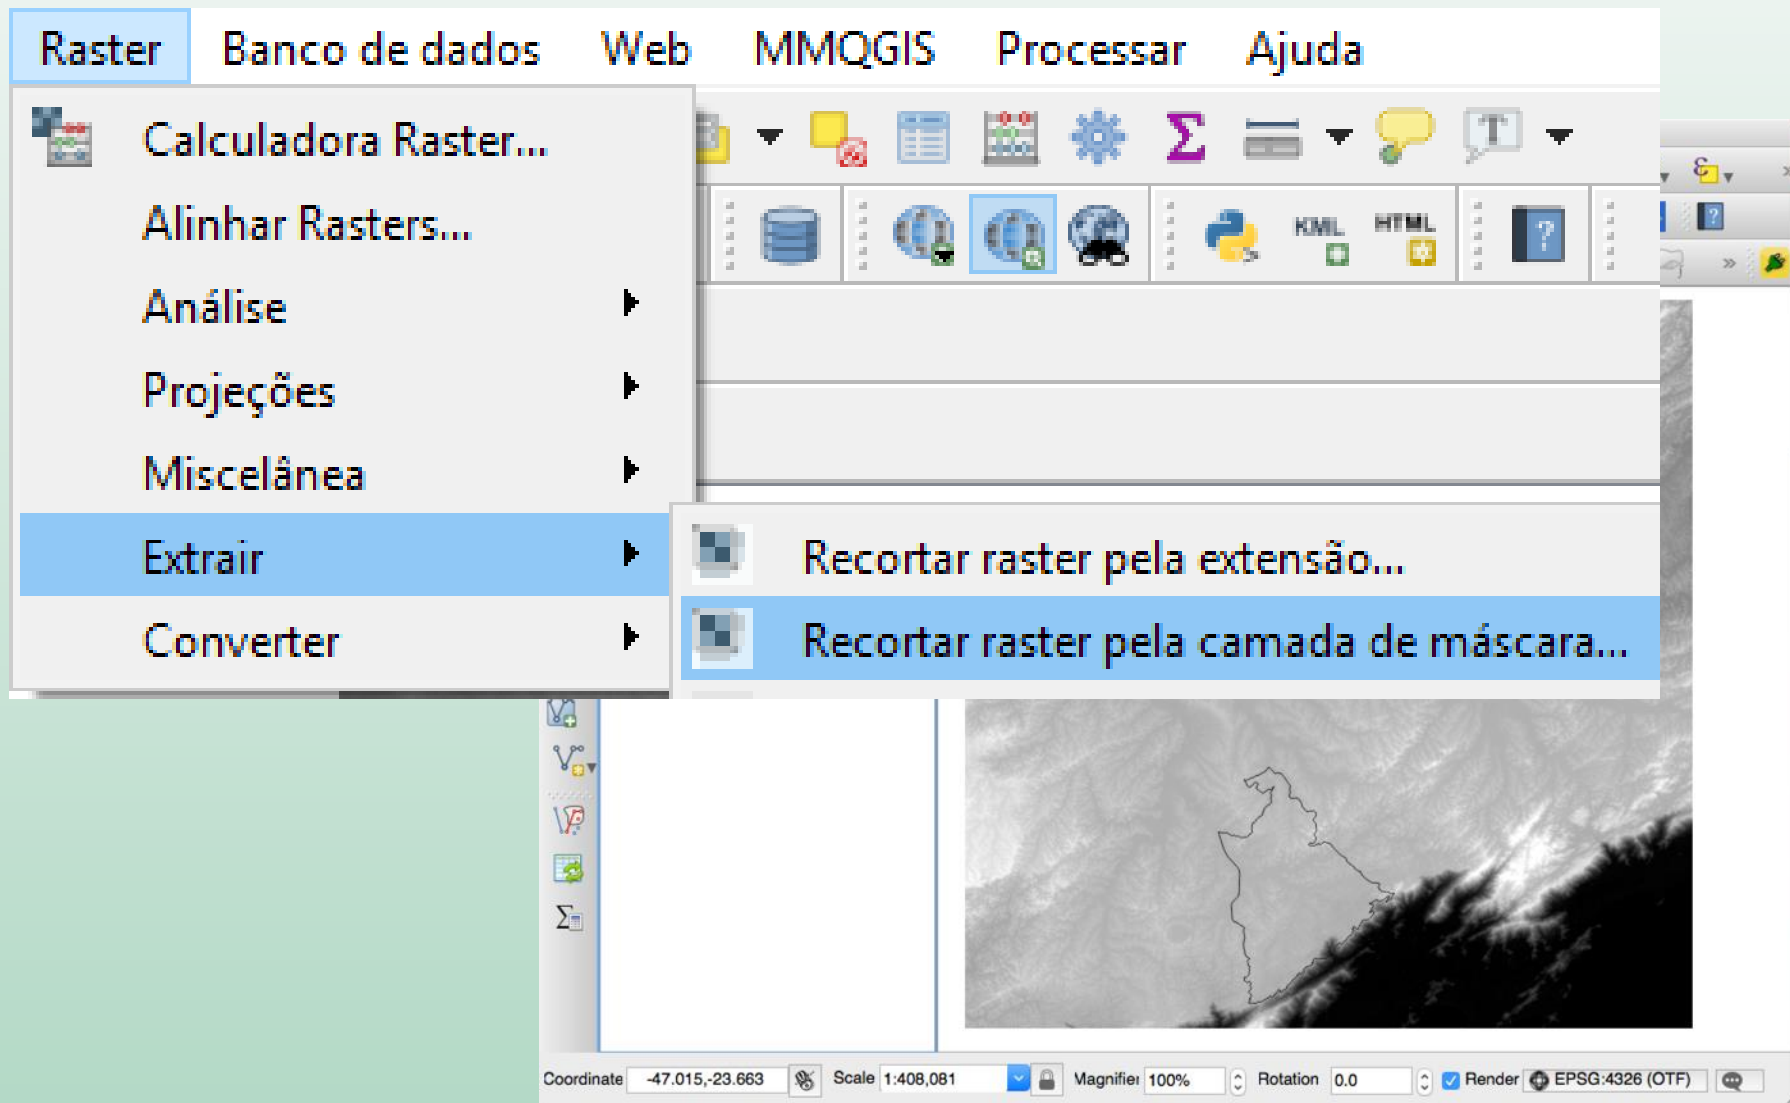 Raster Banco de dados Web MMQGIS Processar Ajuda
Calculadora Raster...
Alinhar Rasters...
Análise
Projeções
Miscelânea
Extrair
Converter
Recortar raster pela extensão...
Recortar raster pela camada de máscara...
KML HTML
Coordinate -47.015,-23.663 Scale 1:408,081 Magnifier 100% Rotation 0.0 Render EPSG:4326 (OTF)